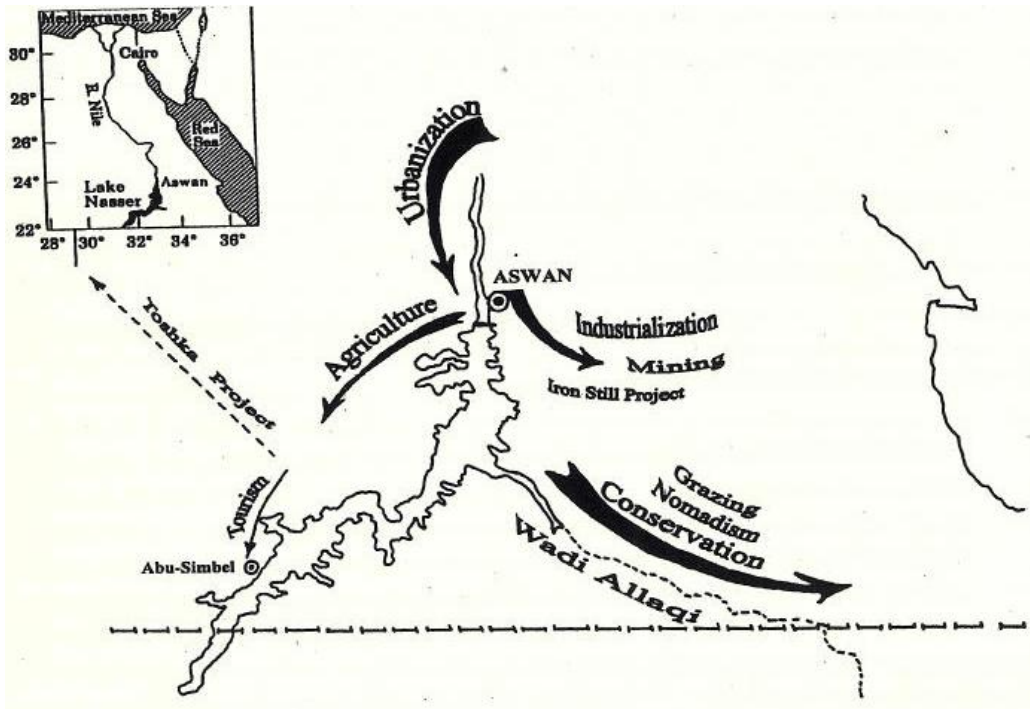 Mediterranean Sea
30°
Cairo
28°
R. Nile
26°
Red
Sea
24°
Lake
Nasser
Aswan
22°
28° 30° 32° 34° 36°
Urbanization
ASWAN
Agriculture
Industrialization
Mining
Iron Still Project
Toshka Project
Tourism
Abu-Simbel
Grazing
Nomadism
Conservation
Wadi Allaqi